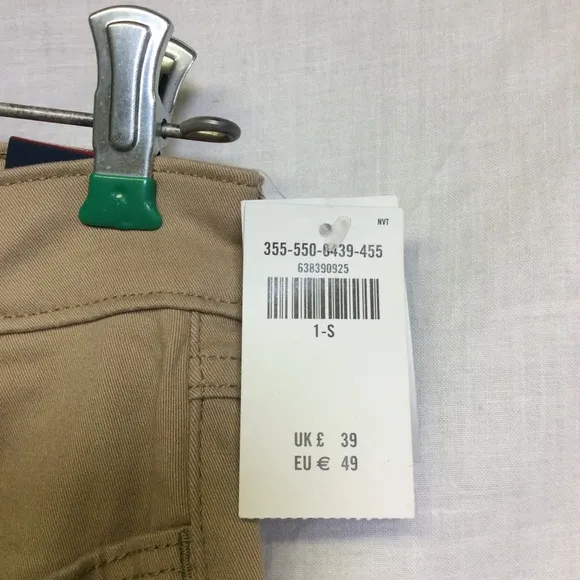 NVT
355-550-0439-455
638390925
1-S
UK £ 39
EU € 49